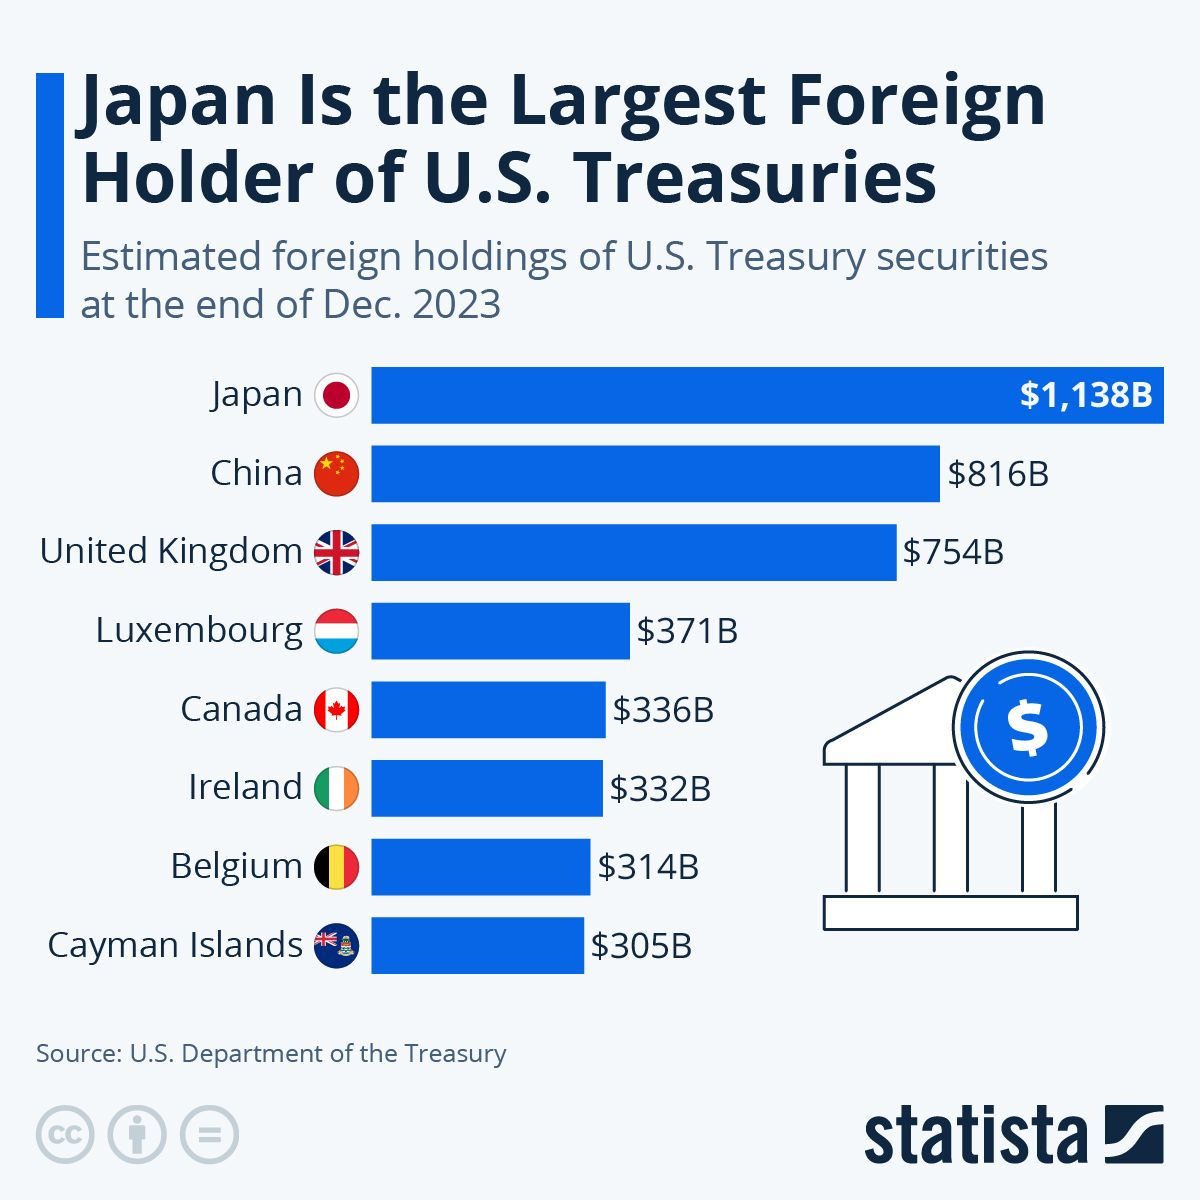 Japan Is the Largest Foreign
Holder of U.S. Treasuries
Estimated foreign holdings of U.S. Treasury securities
at the end of Dec. 2023
Japan $1,138B
China $816B
United Kingdom $754B
Luxembourg $371B
Canada $336B
Ireland $332B
Belgium $314B
Cayman Islands $305B
$
Source: U.S. Department of the Treasury
cc
statista